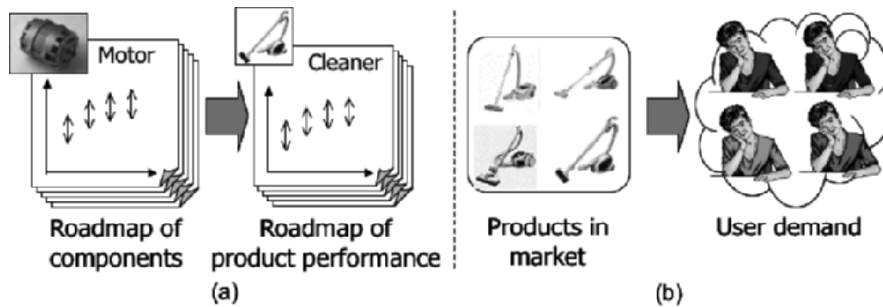 Motor
Cleaner
Roadmap of
components
Roadmap of
product performance
(a)
Products in
market
User demand
(b)